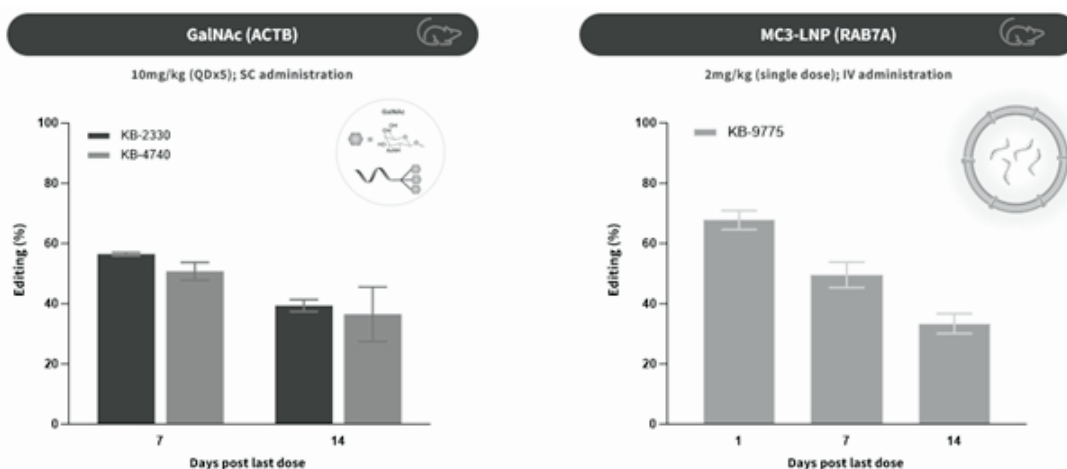 GalNAc (ACTB)
10mg/kg (QDx5); SC administration
GalNAc
KB-2330
KB-4740
Editing (%)
100
80
60
40
20
0
7
14
Days post last dose
MC3-LNP (RAB7A)
2mg/kg (single dose); IV administration
KB-9775
Editing (%)
100
80
60
40
20
0
1
7
14
Days post last dose